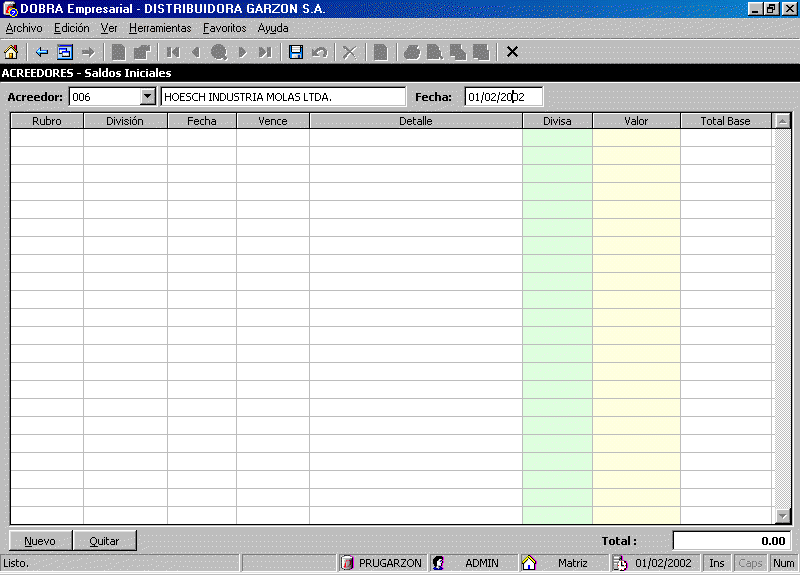 DOBRA Empresarial - DISTRIBUIDORA GARZON S.A.
Archivo Edición Ver Herramientas Favoritos Ayuda
ACREEDORES - Saldos Iniciales
Acreedor: 006 HOESCH INDUSTRIA MOLAS LTDA. Fecha: 01/02/2002
Rubro División Fecha Vence Detalle Divisa Valor Total Base
Nuevo Quitar Total : 0.00
Listo. PRUGARZON ADMIN Matriz 01/02/2002 Ins Caps Num